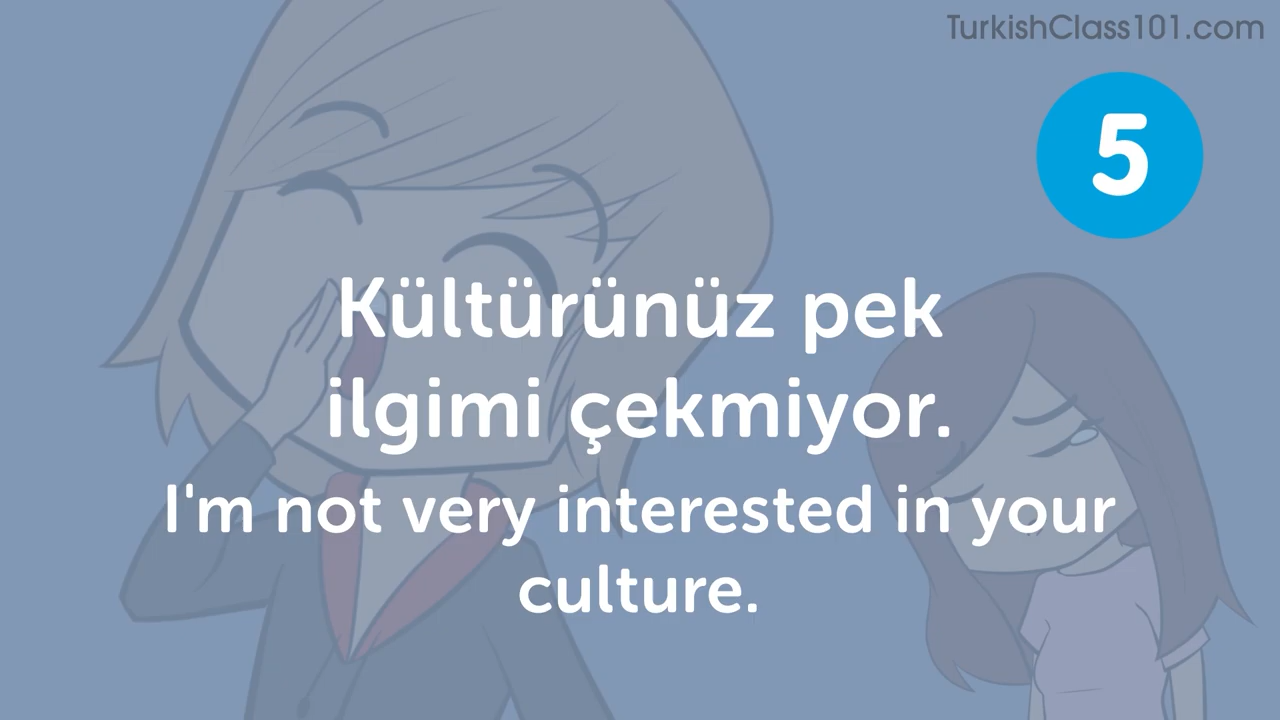 TurkishClass101.com
5
Kültürünüz pek
ilgimi çekmiyor.
I'm not very interested in your
culture.